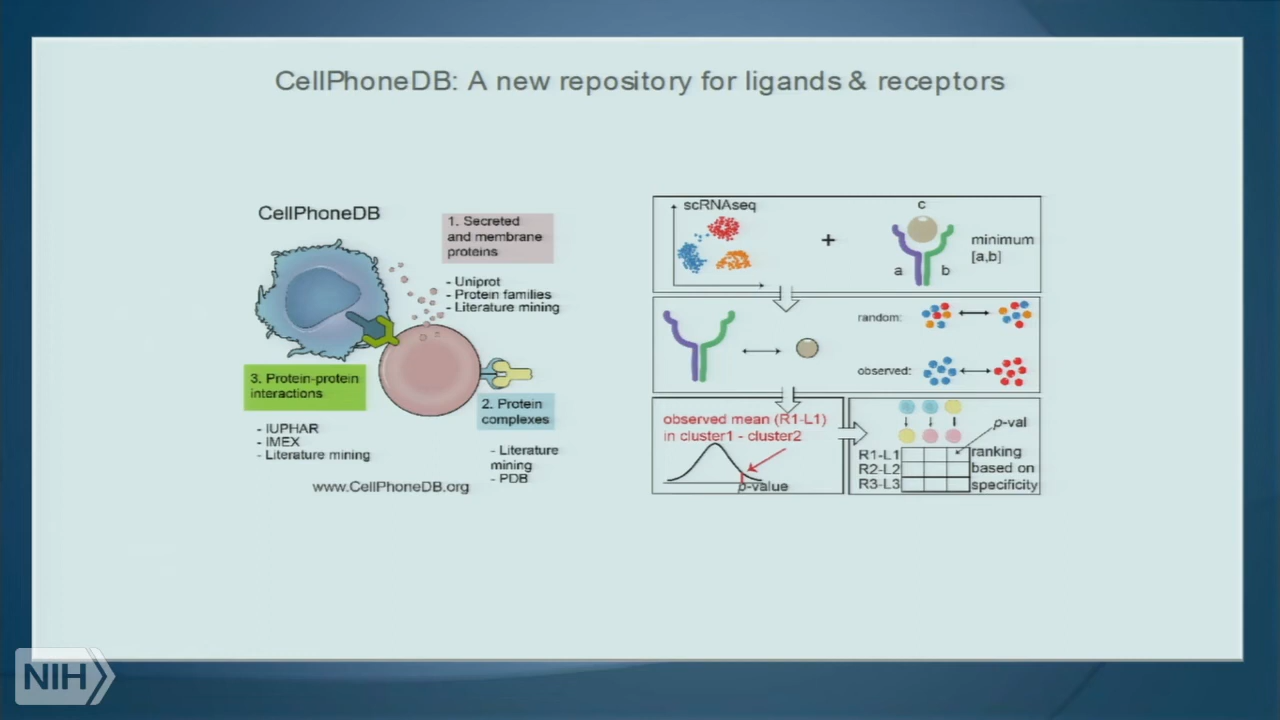 CellPhoneDB: A new repository for ligands & receptors
CellPhoneDB
1. Secreted
and membrane
proteins
- Uniprot
- Protein families
- Literature mining
3. Protein-protein
interactions
- IUPHAR
- IMEX
- Literature mining
2. Protein
complexes
- Literature
mining
- PDB
www.CellPhoneDB.org
scRNAseq
+
c
a
b
minimum
[a,b]
random:
observed:
observed mean (R1-L1)
in cluster1 - cluster2
p-value
p-val
R1-L1
R2-L2
R3-L3
ranking
based on
specificity
NIH